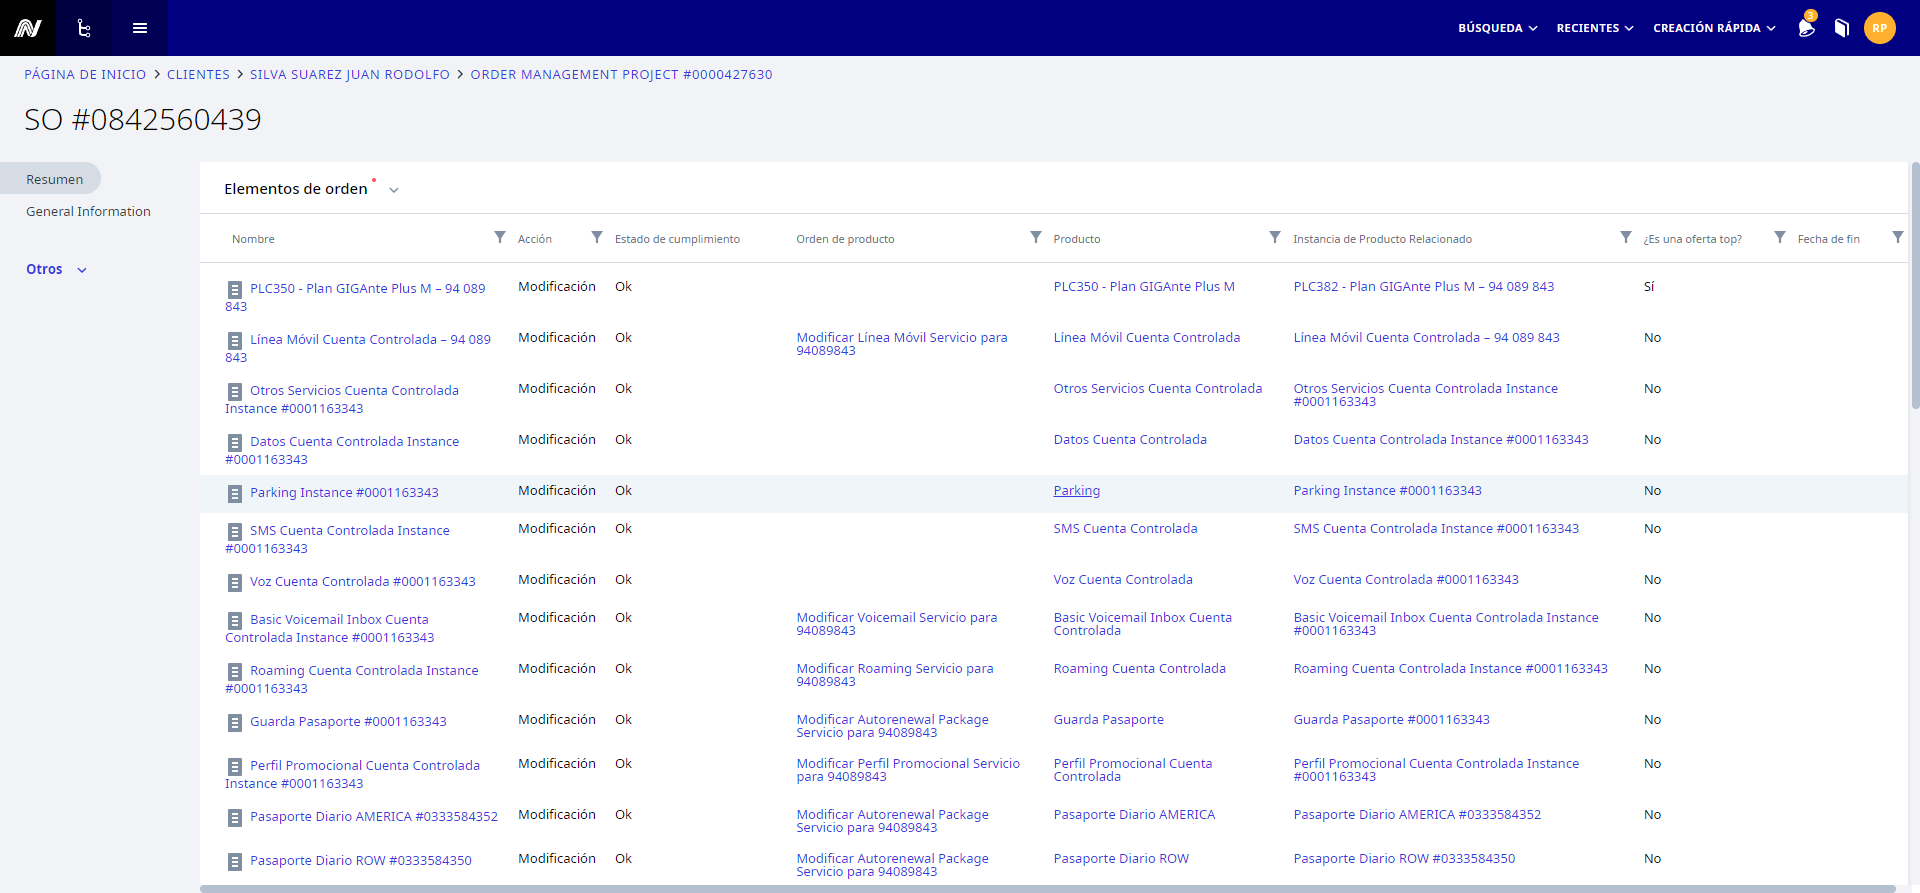 BÚSQUEDA RECIENTES CREACIÓN RÁPIDA 3 RP
PÁGINA DE INICIO > CLIENTES > SILVA SUAREZ JUAN RODOLFO > ORDER MANAGEMENT PROJECT #0000427630
SO #0842560439
Resumen
General Information
Otros
Elementos de orden
Nombre Acción Estado de cumplimiento Orden de producto Producto Instancia de Producto Relacionado ¿Es una oferta top? Fecha de fin
PLC350 - Plan GIGAnte Plus M – 94 089 Modificación Ok PLC350 - Plan GIGAnte Plus M PLC382 - Plan GIGAnte Plus M – 94 089 843 Sí
843
Línea Móvil Cuenta Controlada – 94 089 Modificación Ok Modificar Línea Móvil Servicio para Línea Móvil Cuenta Controlada Línea Móvil Cuenta Controlada – 94 089 843 No
843 94089843
Otros Servicios Cuenta Controlada Modificación Ok Otros Servicios Cuenta Controlada Otros Servicios Cuenta Controlada Instance No
Instance #0001163343 #0001163343
Datos Cuenta Controlada Instance Modificación Ok Datos Cuenta Controlada Datos Cuenta Controlada Instance #0001163343 No
#0001163343
Parking Instance #0001163343 Modificación Ok Parking Parking Instance #0001163343 No
SMS Cuenta Controlada Instance Modificación Ok SMS Cuenta Controlada SMS Cuenta Controlada Instance #0001163343 No
#0001163343
Voz Cuenta Controlada #0001163343 Modificación Ok Voz Cuenta Controlada Voz Cuenta Controlada #0001163343 No
Basic Voicemail Inbox Cuenta Modificación Ok Modificar Voicemail Servicio para Basic Voicemail Inbox Cuenta Basic Voicemail Inbox Cuenta Controlada Instance No
Controlada Instance #0001163343 94089843 Controlada #0001163343
Roaming Cuenta Controlada Instance Modificación Ok Modificar Roaming Servicio para Roaming Cuenta Controlada Roaming Cuenta Controlada Instance #0001163343 No
#0001163343 94089843
Guarda Pasaporte #0001163343 Modificación Ok Modificar Autorenewal Package Guarda Pasaporte Guarda Pasaporte #0001163343 No
Servicio para 94089843
Perfil Promocional Cuenta Controlada Modificación Ok Modificar Perfil Promocional Servicio Perfil Promocional Cuenta Perfil Promocional Cuenta Controlada Instance No
Instance #0001163343 para 94089843 Controlada #0001163343
Pasaporte Diario AMERICA #0333584352 Modificación Ok Modificar Autorenewal Package Pasaporte Diario AMERICA Pasaporte Diario AMERICA #0333584352 No
Servicio para 94089843
Pasaporte Diario ROW #0333584350 Modificación Ok Modificar Autorenewal Package Pasaporte Diario ROW Pasaporte Diario ROW #0333584350 No
Servicio para 94089843